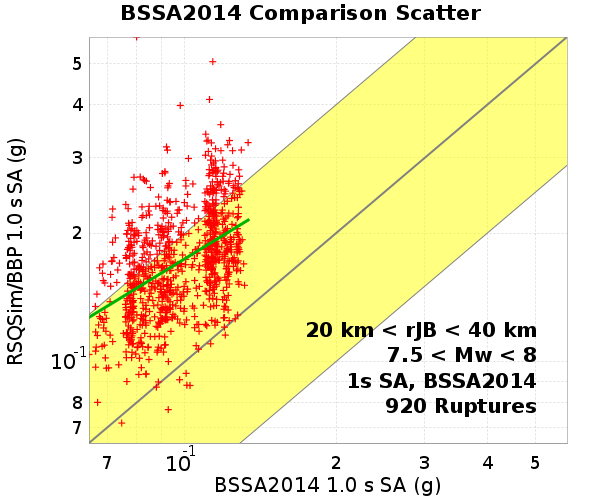 BSSA2014 Comparison Scatter
RSQSim/BBP 1.0 s SA (g)
5
4
3
2
10-1
8
7
20 km < rJB < 40 km
7.5 < Mw < 8
1s SA, BSSA2014
920 Ruptures
7 10-1 2 3 4 5
BSSA2014 1.0 s SA (g)